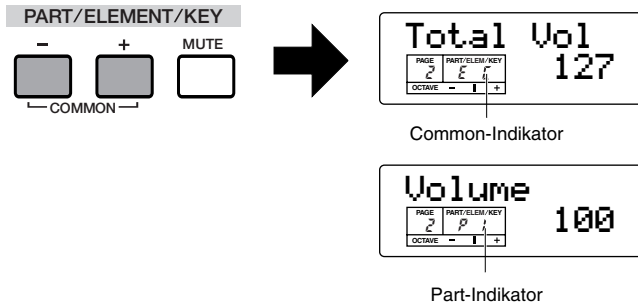 PART/ELEMENT/KEY
– + MUTE
COMMON
Total Vol
127
PAGE PART/ELEM/KEY
2 E C
OCTAVE – +
Common-Indikator
Volume
100
PAGE PART/ELEM/KEY
2 P 1
OCTAVE – +
Part-Indikator